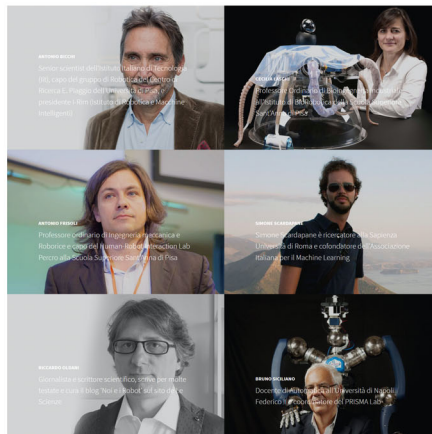 ANTONIO BICCHI
Senior scientist dell'Istituto Italiano di Tecnologia
(IIT), capo del gruppo di Robotica del Centro di
Ricerca E. Piaggio dell'Università di Pisa, e
presidente I-Rim (Istituto di Robotica e Macchine
Intelligenti)
CECILIA LASCHI
Professore Ordinario di Bioingegneria Industriale
all'Istituto di BioRobotica della Scuola Superiore
Sant'Anna di Pisa
ANTONIO FRISOLI
Professore ordinario di Ingegneria meccanica e
Robotica e capo del Human-Robot Interaction Lab
Percro alla Scuola Superiore Sant'Anna di Pisa
SIMONE SCARDAPANE
Simone Scardapane è ricercatore alla Sapienza
Università di Roma e cofondatore dell'Associazione
Italiana per il Machine Learning
RICCARDO OLDANI
Giornalista e scrittore scientifico, scrive per molte
testate e cura il blog 'Noi e i Robot' sul sito de Le
Scienze
BRUNO SICILIANO
Docente di Automatica all'Università di Napoli
Federico II e coordinatore del PRISMA Lab